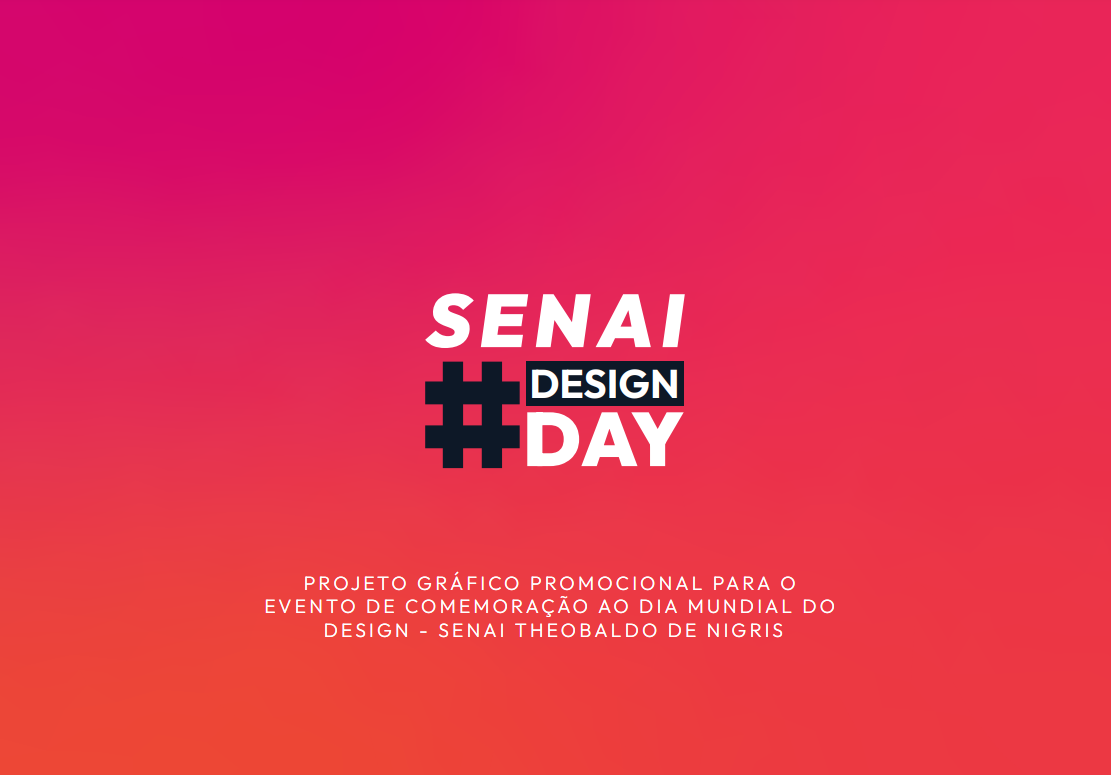 SENAI
#DESIGN
DAY
PROJETO GRÁFICO PROMOCIONAL PARA O
EVENTO DE COMEMORAÇÃO AO DIA MUNDIAL DO
DESIGN - SENAI THEOBALDO DE NIGRIS